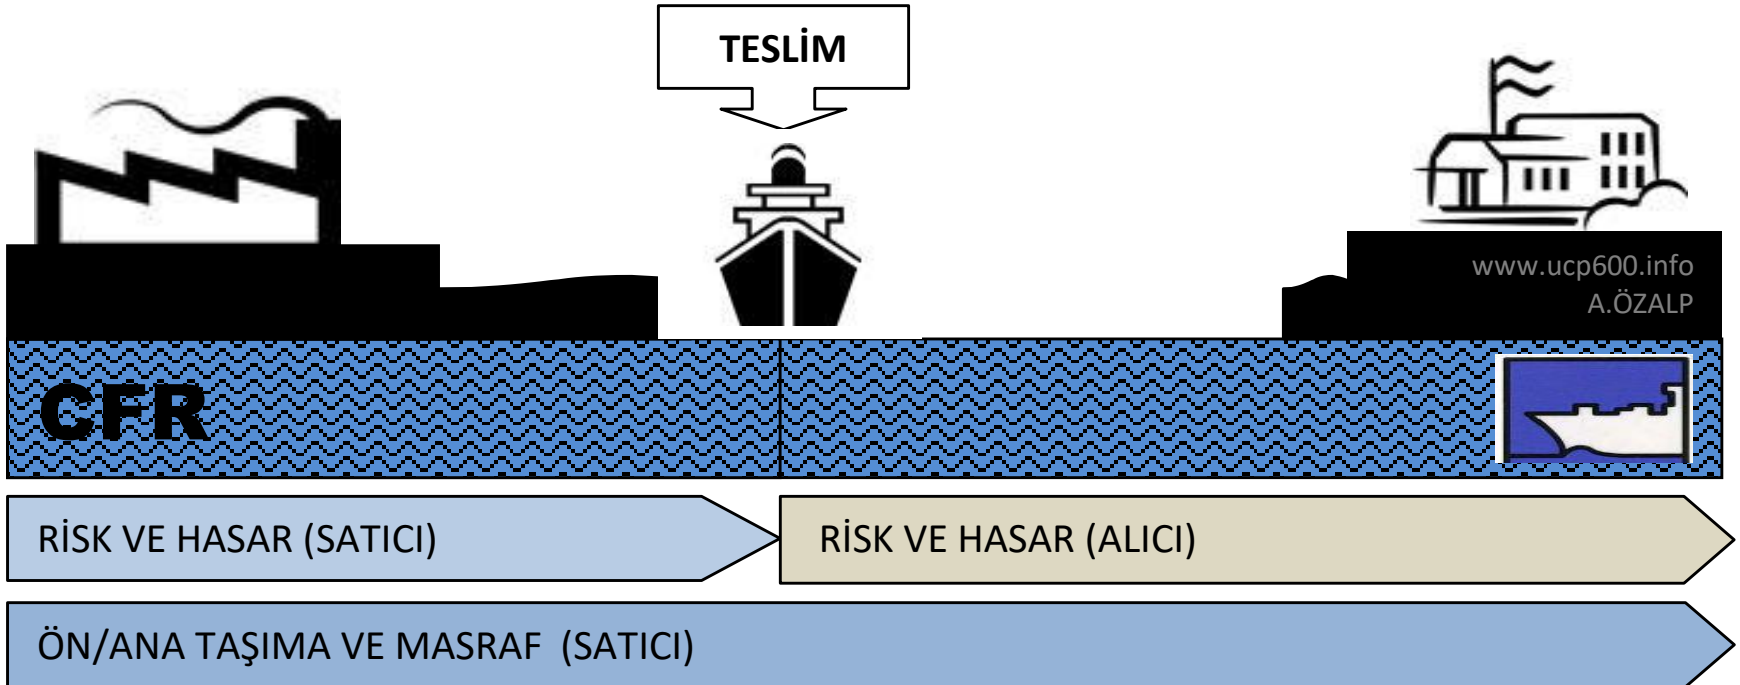 TESLİM
www.ucp600.info
A.ÖZALP
CFR
RİSK VE HASAR (SATICI)
RİSK VE HASAR (ALICI)
ÖN/ANA TAŞIMA VE MASRAF (SATICI)